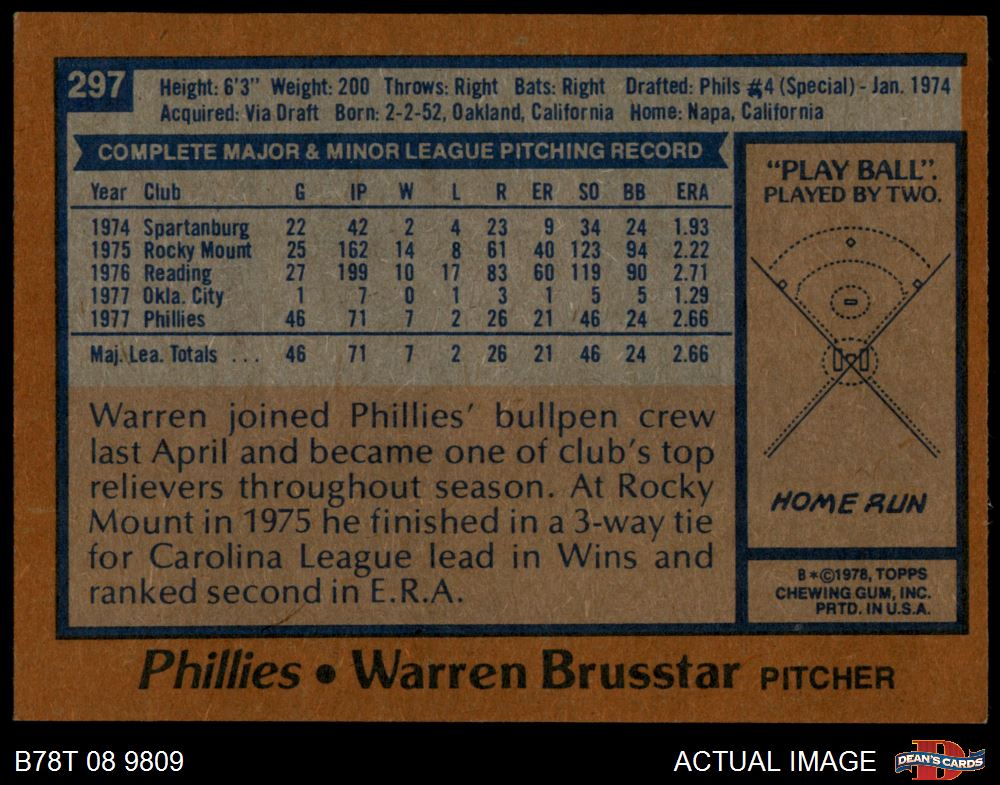 297
Height: 6'3" Weight: 200 Throws: Right Bats: Right Drafted: Phils #4 (Special) - Jan. 1974
Acquired: Via Draft Born: 2-2-52, Oakland, California Home: Napa, California
COMPLETE MAJOR & MINOR LEAGUE PITCHING RECORD
Year Club G IP W L R ER SO BB ERA
1974 Spartanburg 22 42 2 4 23 9 34 24 1.93
1975 Rocky Mount 25 162 14 8 61 40 123 94 2.22
1976 Reading 27 199 10 17 83 60 119 90 2.71
1977 Okla. City 1 7 0 1 3 1 5 5 1.29
1977 Phillies 46 71 7 2 26 21 46 24 2.66
Maj. Lea. Totals ... 46 71 7 2 26 21 46 24 2.66
Warren joined Phillies' bullpen crew
last April and became one of club's top
relievers throughout season. At Rocky
Mount in 1975 he finished in a 3-way tie
for Carolina League lead in Wins and
ranked second in E.R.A.
"PLAY BALL".
PLAYED BY TWO.
HOME RUN
B*©1978, TOPPS
CHEWING GUM, INC.
PRTD. IN U.S.A.
Phillies • Warren Brusstar PITCHER
B78T 08 9809
ACTUAL IMAGE
D
DEAN'S CARDS